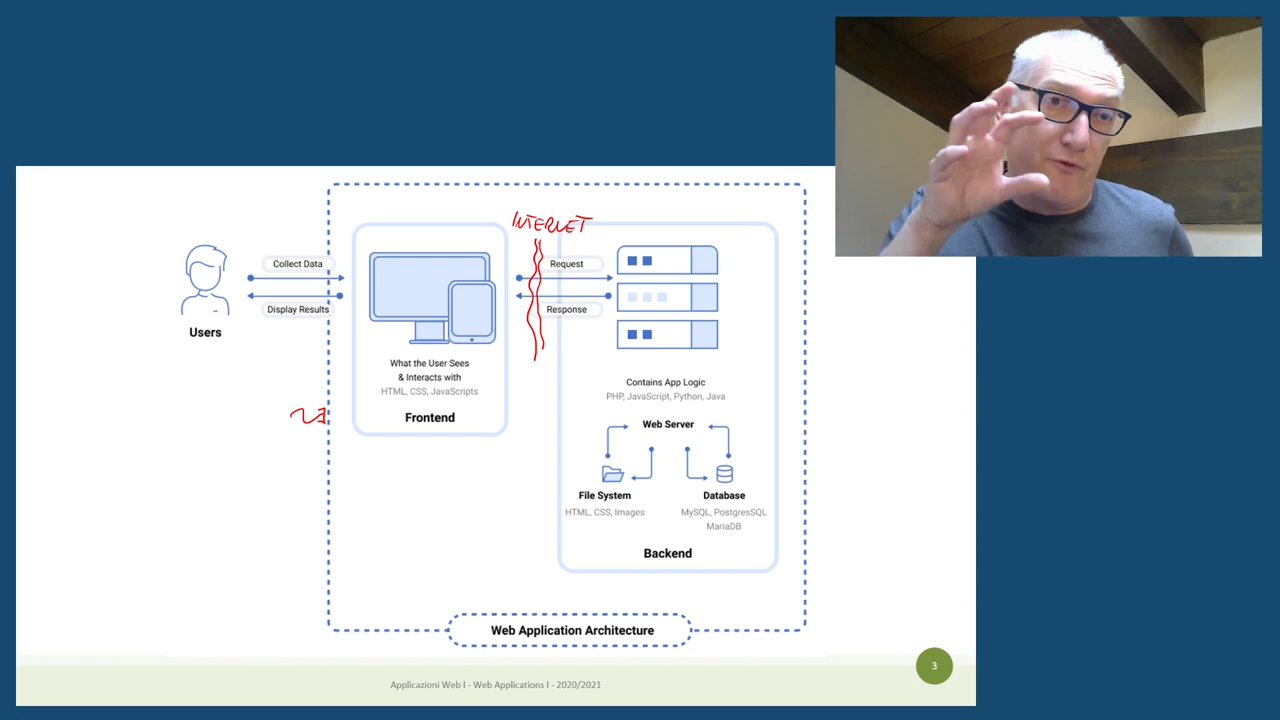 INTERNET
Collect Data
Request
Display Results
Response
Users
What the User Sees
& Interacts with
HTML, CSS, JavaScripts
Frontend
Contains App Logic
PHP, JavaScript, Python, Java
Web Server
File System
HTML, CSS, Images
Database
MySQL, PostgresSQL
MariaDB
Backend
Web Application Architecture
Applicazioni Web I - Web Applications I - 2020/2021
3